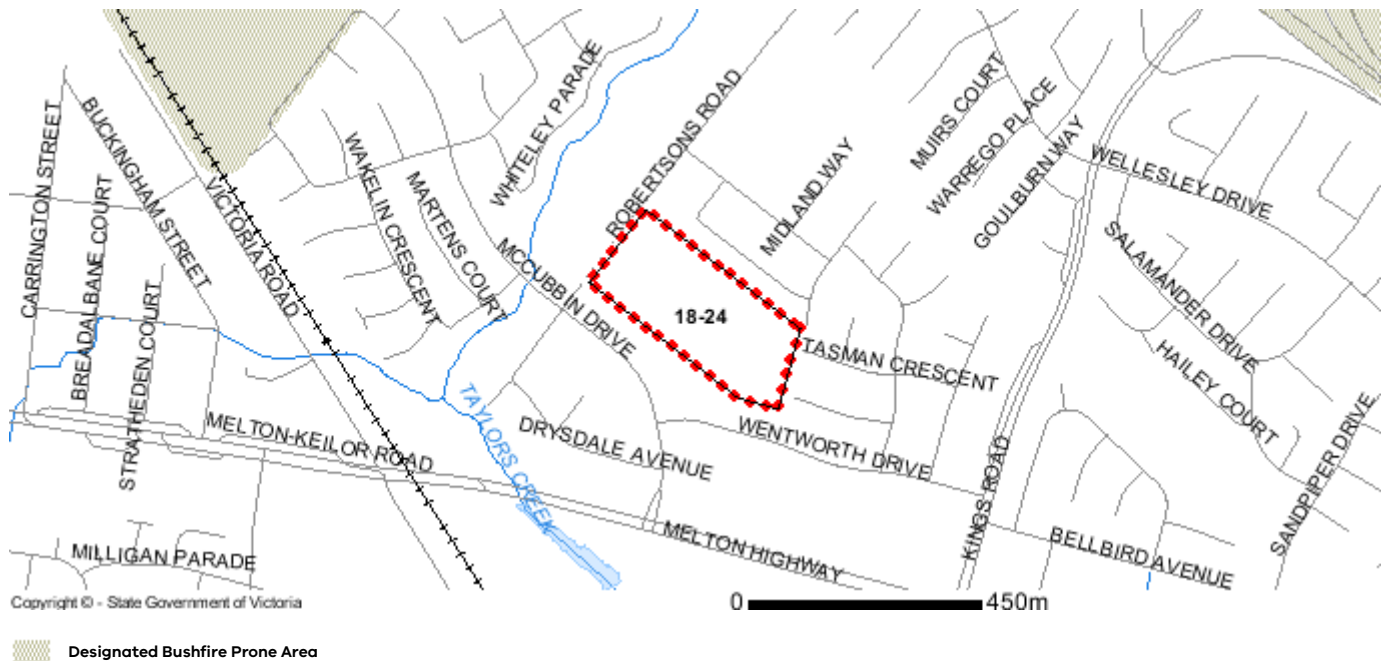 CARRINGTON STREET
BUCKINGHAM STREET
BREADALBANE COURT
STRATHEDEN COURT
VICTORIA ROAD
WAKELIN CRESCENT
MARTENS COURT
WHITELEY PARADE
MCCUBBIN DRIVE
ROBERTSONS ROAD
MIDLAND WAY
MUIRS COURT
WARREGO PLACE
GOULBURN WAY
WELLESLEY DRIVE
SALAMANDER DRIVE
HAILEY COURT
SANDPIPER DRIVE
18-24
TASMAN CRESCENT
WENTWORTH DRIVE
DRYSDALE AVENUE
TAYLORS CREEK
MELTON-KEILOR ROAD
MELTON HIGHWAY
KINGS ROAD
BELLBIRD AVENUE
MILLIGAN PARADE
Copyright © - State Government of Victoria
0 450m
Designated Bushfire Prone Area